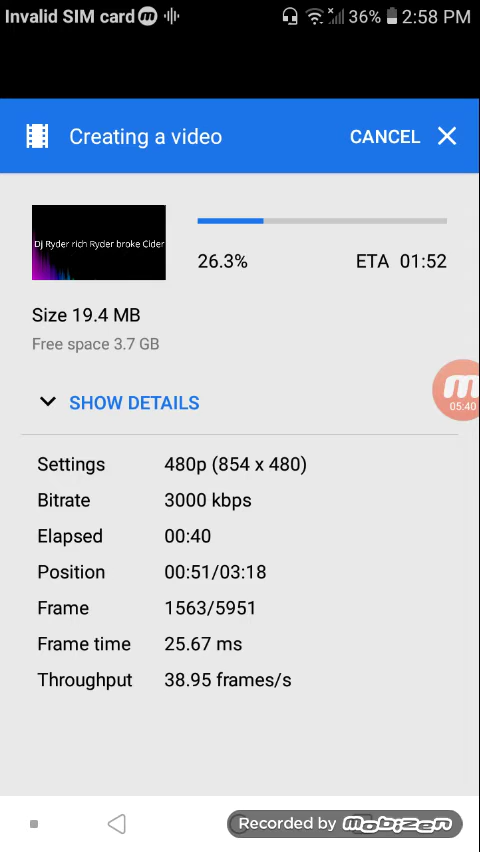 Invalid SIM card 36% 2:58 PM
Creating a video CANCEL
Dj Ryder rich Ryder broke Cider
26.3% ETA 01:52
Size 19.4 MB
Free space 3.7 GB
05:40
SHOW DETAILS
Settings 480p (854 x 480)
Bitrate 3000 kbps
Elapsed 00:40
Position 00:51/03:18
Frame 1563/5951
Frame time 25.67 ms
Throughput 38.95 frames/s
Recorded by mobizen